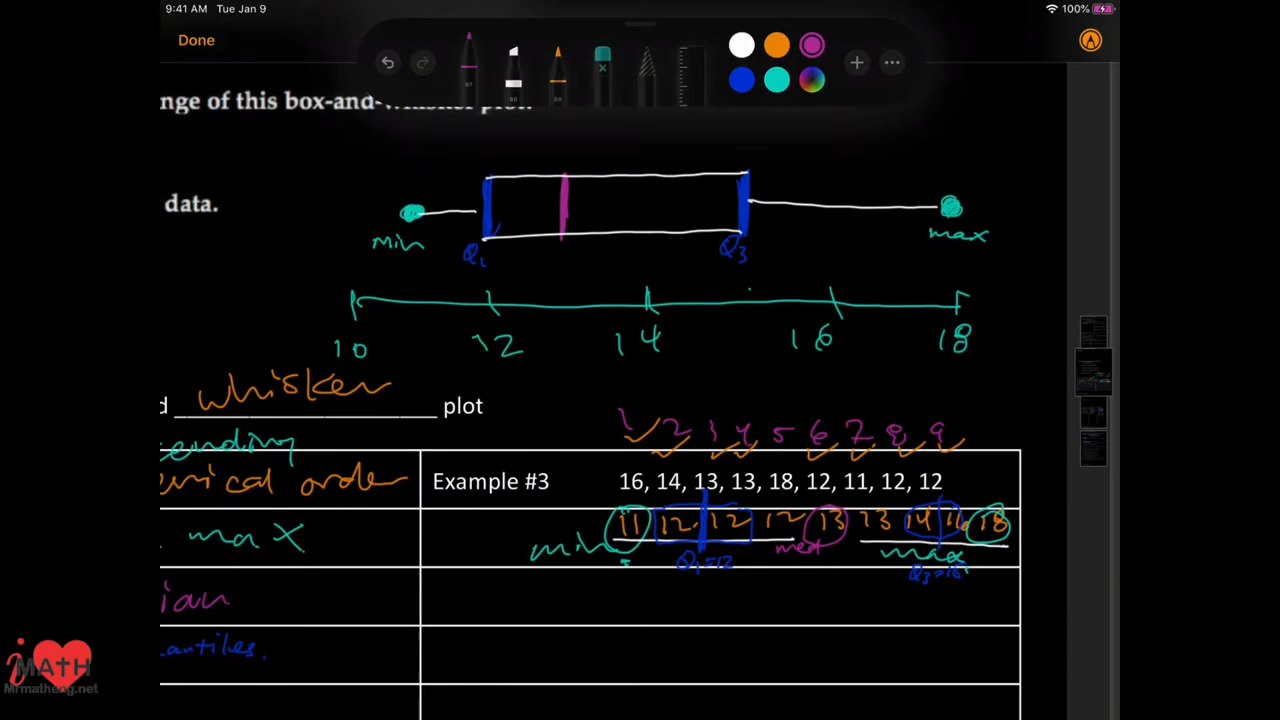 9:41 AM Tue Jan 9
100%
Done
nge of this box-and-whisker plot.
data.
min
max
Q1
Q3
10 12 14 16 18
d whisker plot
ending
1 2 3 4 5 6 7 8 9
erical order
Example #3
16, 14, 13, 13, 18, 12, 11, 12, 12
11 12 12 12 13 13 14 16 18
max
min
med
max
Q1=12
ian
antiles.
i
MATH
Mrmatheng.net